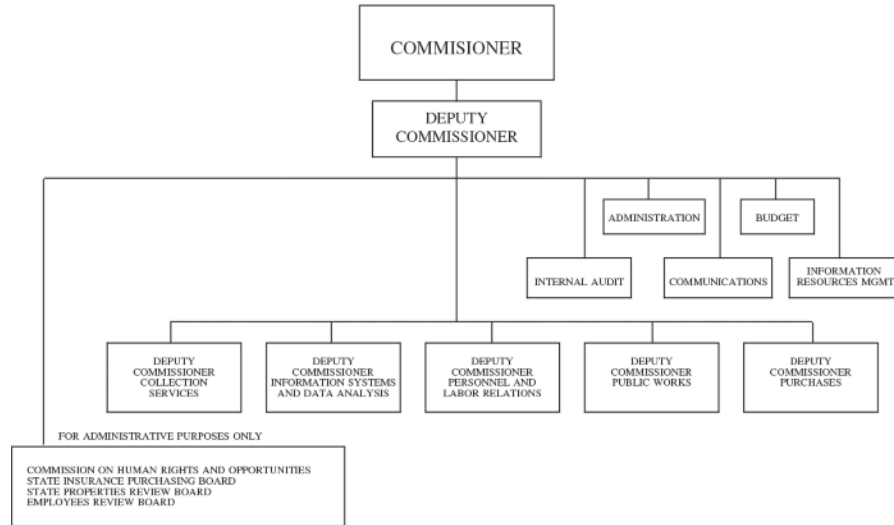 COMMISIONER
DEPUTY
COMMISSIONER
ADMINISTRATION
BUDGET
INTERNAL AUDIT
COMMUNICATIONS
INFORMATION
RESOURCES MGMT
DEPUTY
COMMISSIONER
COLLECTION
SERVICES
DEPUTY
COMMISSIONER
INFORMATION SYSTEMS
AND DATA ANALYSIS
DEPUTY
COMMISSIONER
PERSONNEL AND
LABOR RELATIONS
DEPUTY
COMMISSIONER
PUBLIC WORKS
DEPUTY
COMMISSIONER
PURCHASES
FOR ADMINISTRATIVE PURPOSES ONLY
COMMISSION ON HUMAN RIGHTS AND OPPORTUNITIES
STATE INSURANCE PURCHASING BOARD
STATE PROPERTIES REVIEW BOARD
EMPLOYEES REVIEW BOARD